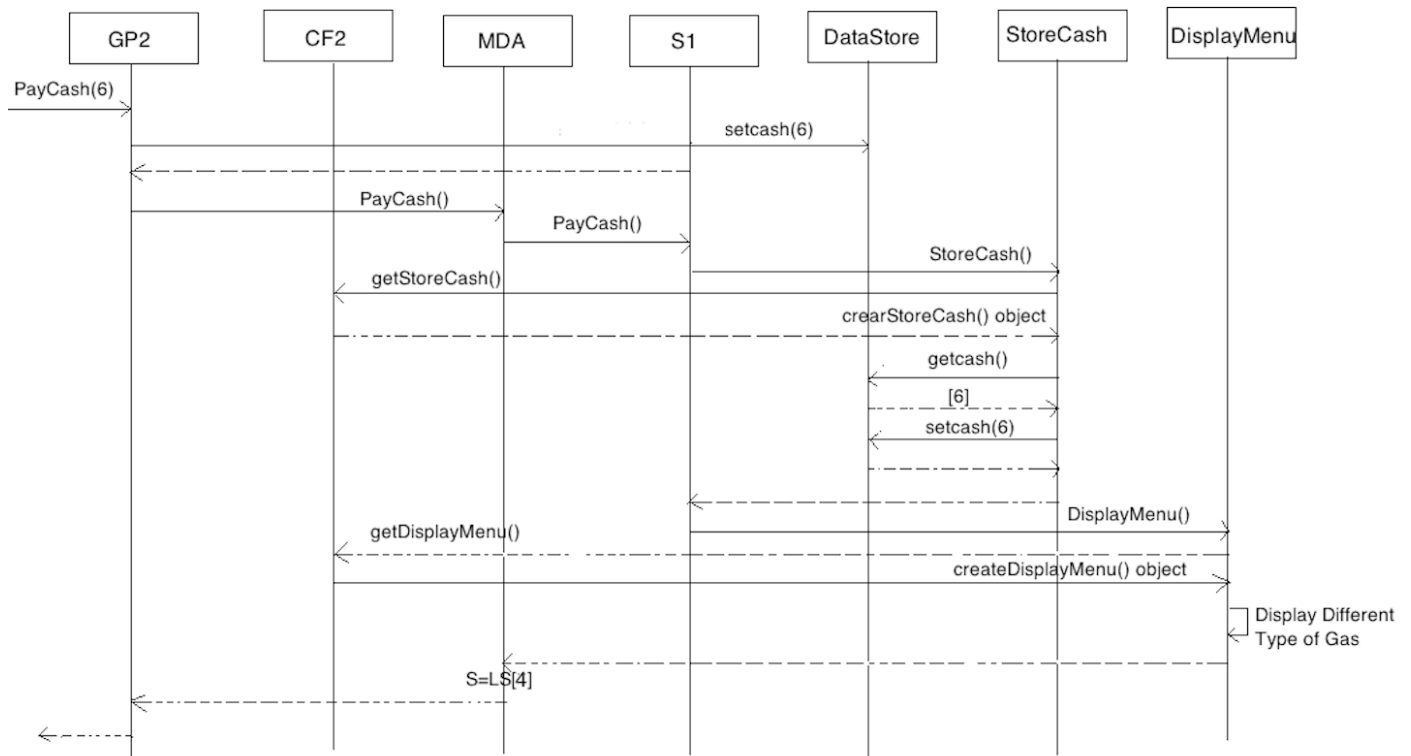 GP2
CF2
MDA
S1
DataStore
StoreCash
DisplayMenu
PayCash(6)
setcash(6)
PayCash()
PayCash()
StoreCash()
getStoreCash()
crearStoreCash() object
getcash()
[6]
setcash(6)
DisplayMenu()
getDisplayMenu()
createDisplayMenu() object
Display Different
Type of Gas
S=LS[4]